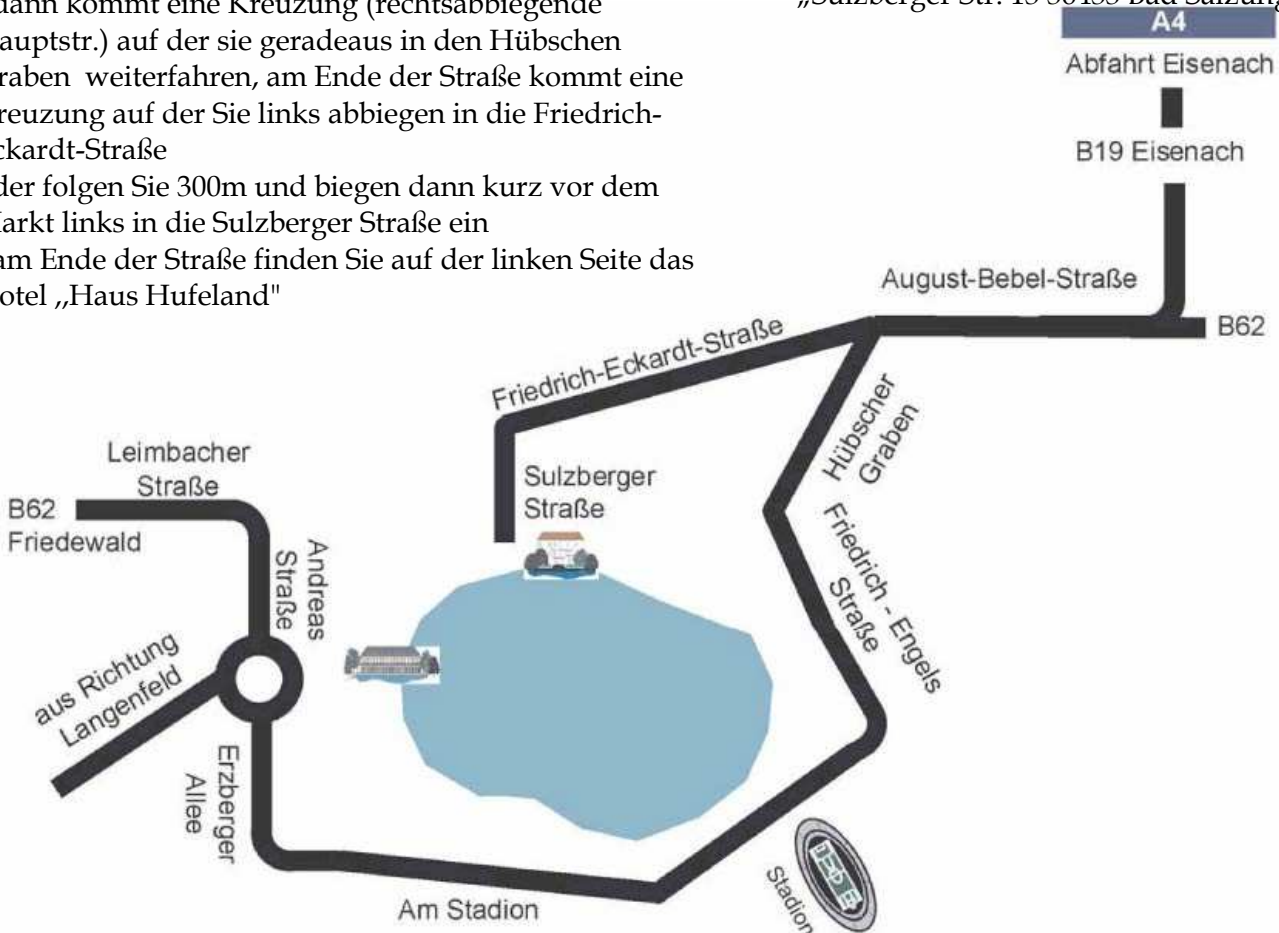 dann kommt eine Kreuzung (rechtsabbiegende
auptstr.) auf der sie geradeaus in den Hübschen
raben weiterfahren, am Ende der Straße kommt eine
reuzung auf der Sie links abbiegen in die Friedrich-
ckardt-Straße
der folgen Sie 300m und biegen dann kurz vor dem
arkt links in die Sulzberger Straße ein
am Ende der Straße finden Sie auf der linken Seite das
otel ,,Haus Hufeland"
„Sulzberger Str.
A4
Abfahrt Eisenach
B19 Eisenach
August-Bebel-Straße
B62
Friedrich-Eckardt-Straße
Hübscher
Graben
Leimbacher
Straße
B62
Friedewald
Sulzberger
Straße
Andreas
Straße
Friedrich - Engels
Straße
aus Richtung
Langenfeld
Erzberger
Allee
Am Stadion
Stadion